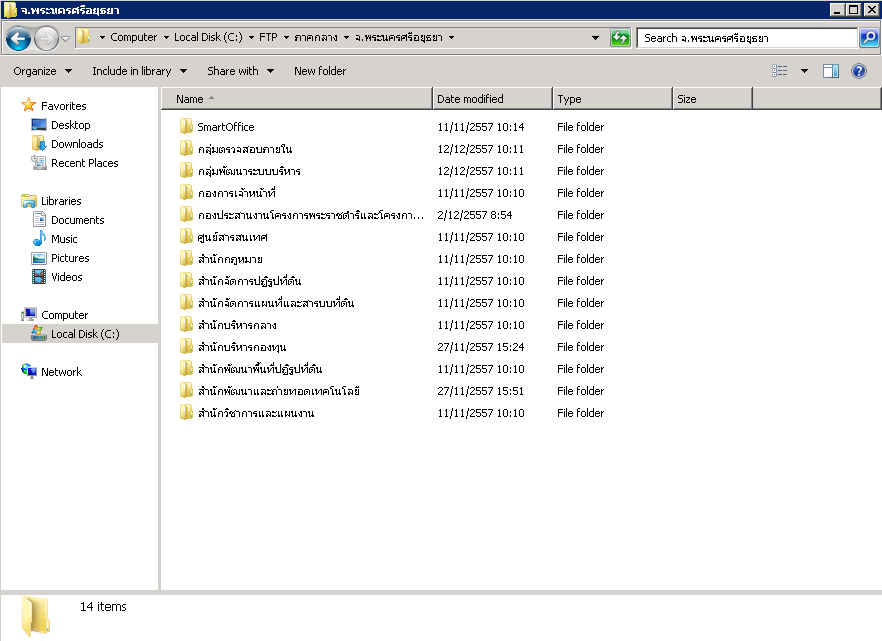 จ.พระนครศรีอยุธยา
Computer Local Disk (C:) FTP ภาคกลาง จ.พระนครศรีอยุธยา
Search จ.พระนครศรีอยุธยา
Organize Include in library Share with New folder
Favorites
Desktop
Downloads
Recent Places
Libraries
Documents
Music
Pictures
Videos
Computer
Local Disk (C:)
Network
Name Date modified Type Size
SmartOffice 11/11/2557 10:14 File folder
กลุ่มตรวจสอบภายใน 12/12/2557 10:11 File folder
กลุ่มพัฒนาระบบบริหาร 12/12/2557 10:11 File folder
กองการเจ้าหน้าที่ 11/11/2557 10:10 File folder
กองประสานงานโครงการพระราชดำริและโครงกา... 2/12/2557 8:54 File folder
ศูนย์สารสนเทศ 11/11/2557 10:10 File folder
สำนักกฎหมาย 11/11/2557 10:10 File folder
สำนักจัดการปฏิรูปที่ดิน 11/11/2557 10:10 File folder
สำนักจัดการแผนที่และสารบบที่ดิน 11/11/2557 10:10 File folder
สำนักบริหารกลาง 11/11/2557 10:10 File folder
สำนักบริหารกองทุน 27/11/2557 15:24 File folder
สำนักพัฒนาพื้นที่ปฏิรูปที่ดิน 11/11/2557 10:10 File folder
สำนักพัฒนาและถ่ายทอดเทคโนโลยี 27/11/2557 15:51 File folder
สำนักวิชาการและแผนงาน 11/11/2557 10:10 File folder
14 items